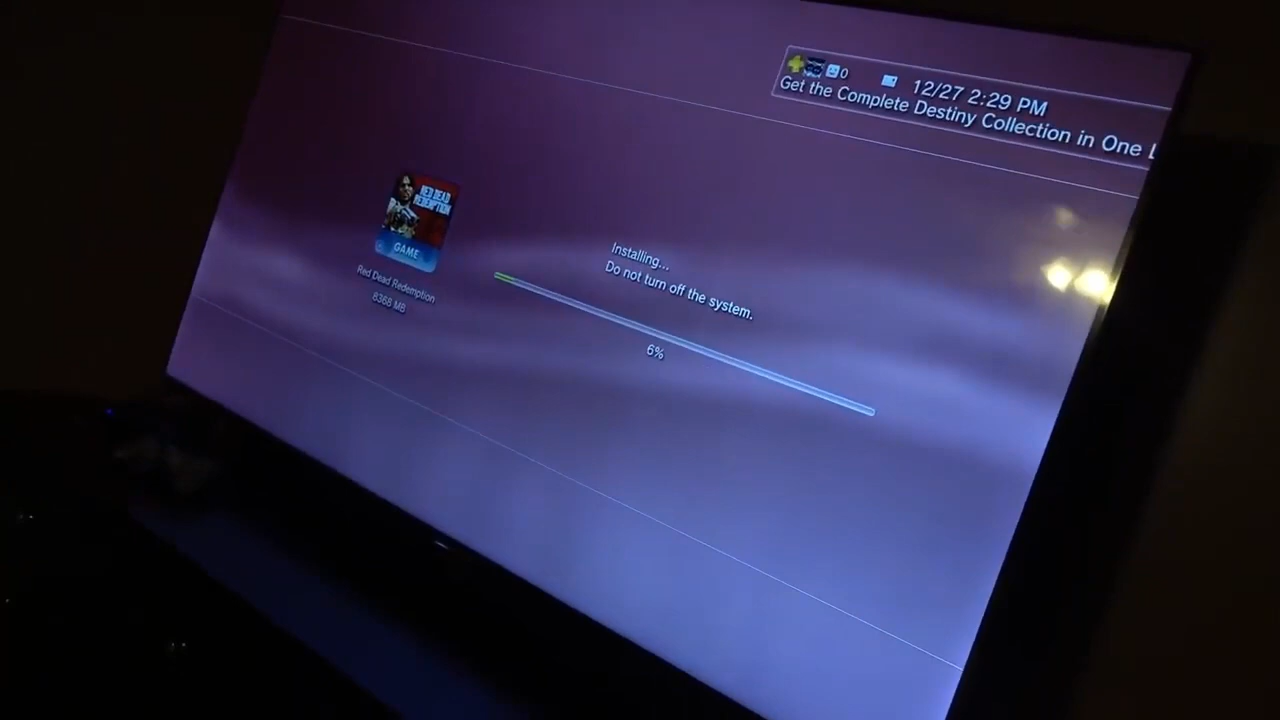 0
12/27 2:29 PM
Get the Complete Destiny Collection in One
RED DEAD
REDEMPTION
GAME
Red Dead Redemption
8368 MB
Installing...
Do not turn off the system.
6%